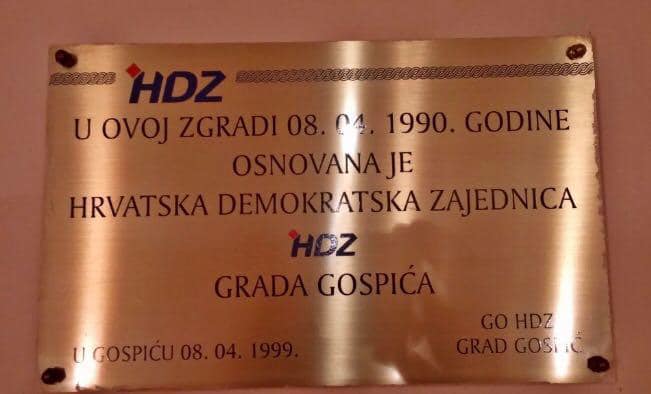 HDZ
U OVOJ ZGRADI 08. 04. 1990. GODINE
OSNOVANA JE
HRVATSKA DEMOKRATSKA ZAJEDNICA
HDZ
GRADA GOSPIĆA
GO HDZ
U GOSPIĆU 08. 04. 1999.
GRAD GOSPIĆ